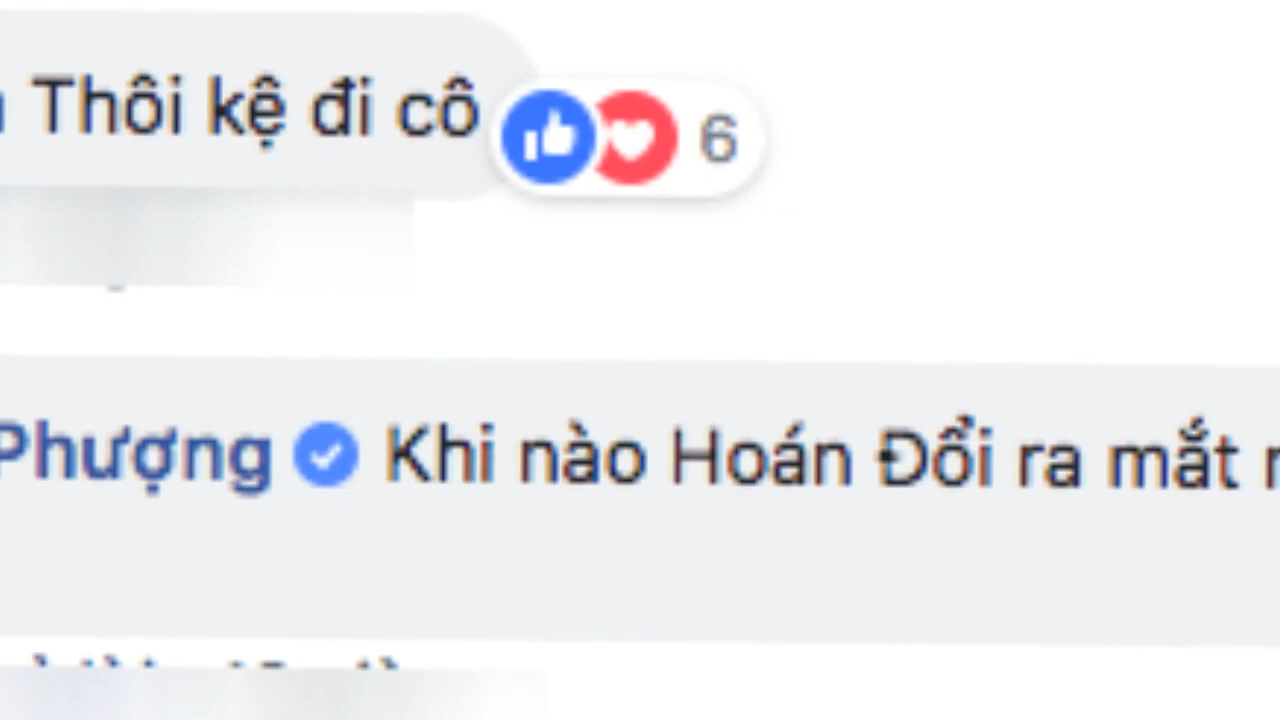 Thôi kệ đi cô
6
Phượng Khi nào Hoán Đổi ra mắt